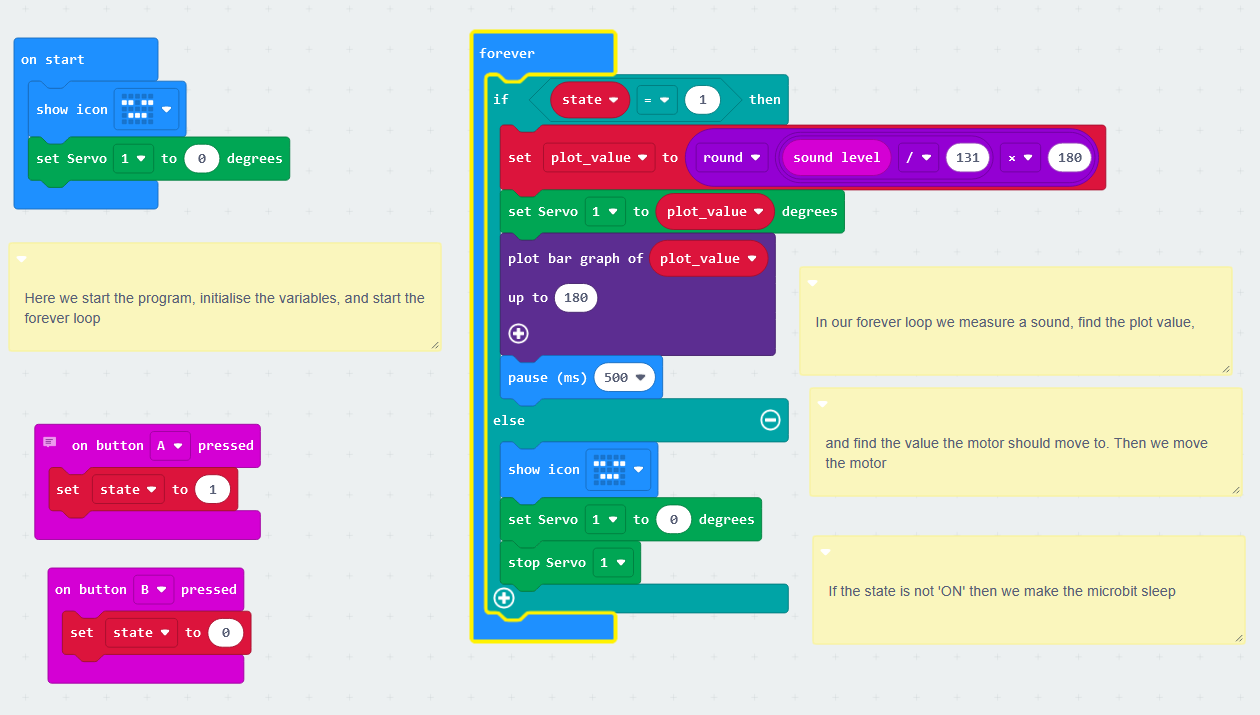 on start
show icon
set Servo 1 to 0 degrees
Here we start the program, initialise the variables, and start the
forever loop
on button A pressed
set state to 1
on button B pressed
set state to 0
forever
if state = 1 then
set plot_value to round sound level / 131 × 180
set Servo 1 to plot_value degrees
plot bar graph of plot_value
up to 180
pause (ms) 500
else
show icon
set Servo 1 to 0 degrees
stop Servo 1
In our forever loop we measure a sound, find the plot value,
and find the value the motor should move to. Then we move
the motor
If the state is not 'ON' then we make the microbit sleep